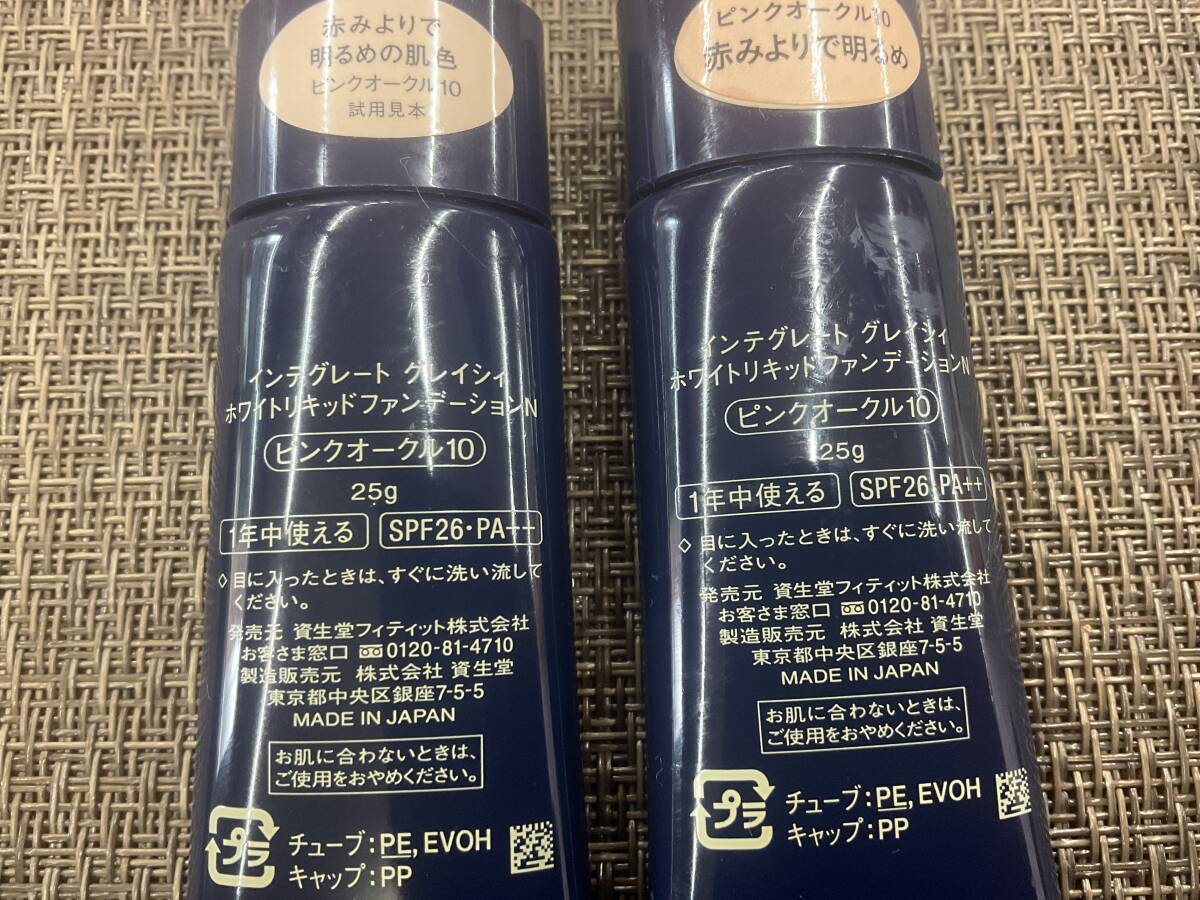 赤みよりで
明るめの肌色
ピンクオークル10
試用見本
インテグレート グレイシィ
ホワイトリキッドファンデーションN
ピンクオークル10
25g
1年中使える SPF26・PA++
◇ 目に入ったときは、すぐに洗い流して
ください。
発売元 資生堂フィティット株式会社
お客さま窓口 0120-81-4710
製造販売元 株式会社 資生堂
東京都中央区銀座7-5-5
MADE IN JAPAN
お肌に合わないときは、
ご使用をおやめください。
プラ
チューブ:PE, EVOH
キャップ:PP
ピンクオークル10
赤みよりで明るめ
インテグレート グレイシィ
ホワイトリキッドファンデーションN
ピンクオークル10
25g
1年中使える SPF26・PA++
◇ 目に入ったときは、すぐに洗い流して
ください。
発売元 資生堂フィティット株式会社
お客さま窓口 0120-81-4710
製造販売元 株式会社 資生堂
東京都中央区銀座7-5-5
MADE IN JAPAN
お肌に合わないときは、
ご使用をおやめください。
プラ
チューブ:PE, EVOH
キャップ:PP